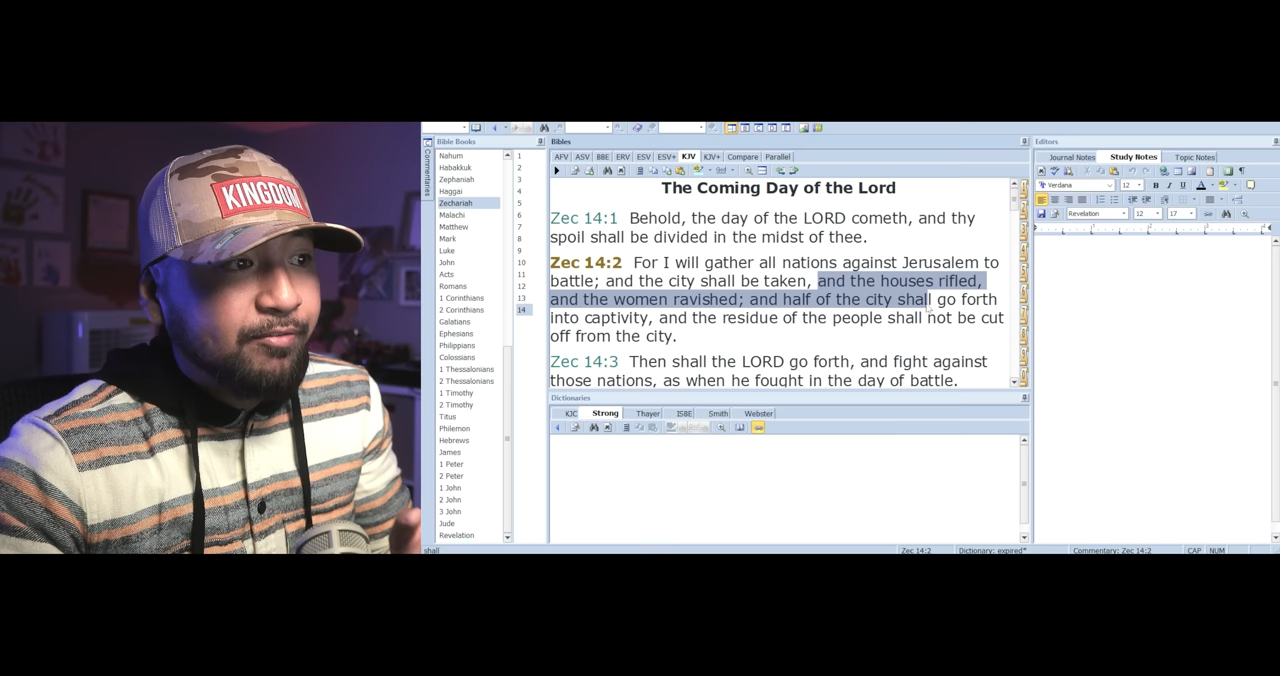 KINGDOM
Commentaries
Bible Books
Nahum
Habakkuk
Zephaniah
Haggai
Zechariah
Malachi
Matthew
Mark
Luke
John
Acts
Romans
1 Corinthians
2 Corinthians
Galatians
Ephesians
Philippians
Colossians
1 Thessalonians
2 Thessalonians
1 Timothy
2 Timothy
Titus
Philemon
Hebrews
James
1 Peter
2 Peter
1 John
2 John
3 John
Jude
Revelation
1
2
3
4
5
6
7
8
9
10
11
12
13
14
Bibles
AFV ASV BBE ERV ESV ESV+ KJV KJV+ Compare Parallel
The Coming Day of the Lord
Zec 14:1 Behold, the day of the LORD cometh, and thy
spoil shall be divided in the midst of thee.
Zec 14:2 For I will gather all nations against Jerusalem to
battle; and the city shall be taken, and the houses rifled,
and the women ravished; and half of the city shall go forth
into captivity, and the residue of the people shall not be cut
off from the city.
Zec 14:3 Then shall the LORD go forth, and fight against
those nations, as when he fought in the day of battle.
Dictionaries
KJC Strong Thayer ISBE Smith Webster
Editors
Journal Notes Study Notes Topic Notes
Verdana 12 B I U A
Revelation 12 17
shall Zec 14:2 Dictionary: expired* Commentary: Zec 14:2 CAP NUM